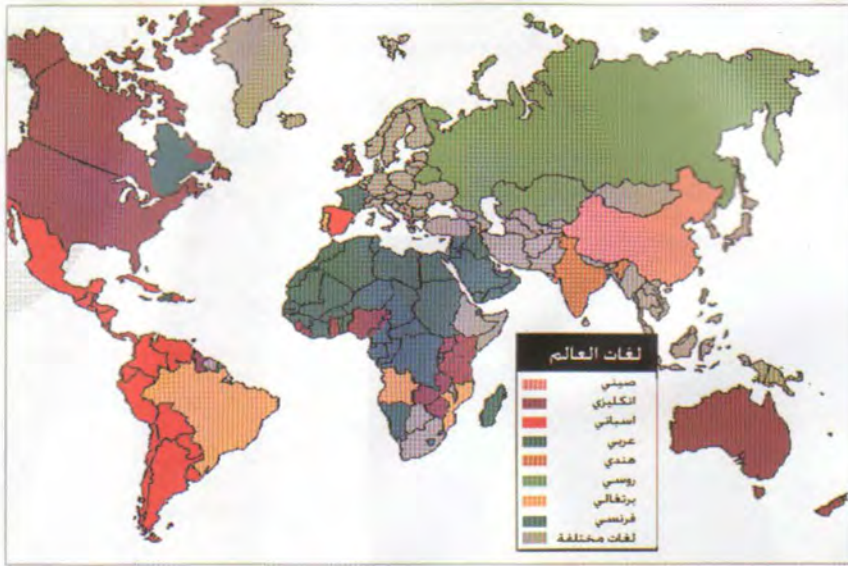 لغات العالم
صيني
انكليزي
اسباني
عربي
هندي
روسي
برتغالي
فرنسي
لغات مختلفة